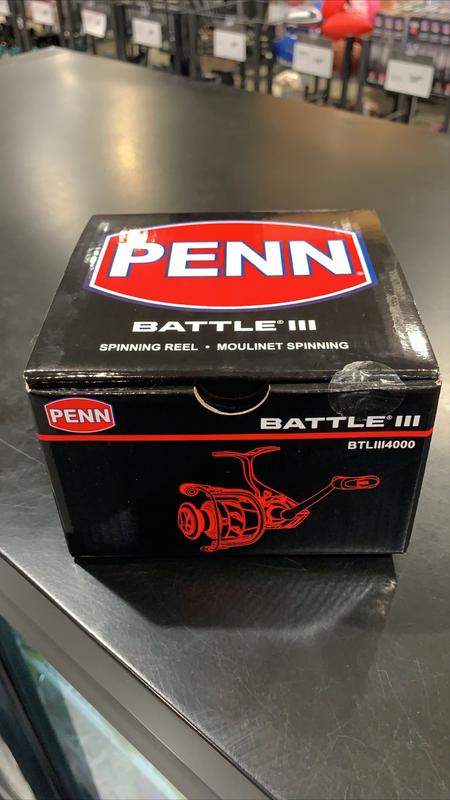 PENN®
BATTLE® III
SPINNING REEL • MOULINET SPINNING
PENN
BATTLE® III
BTLIII4000